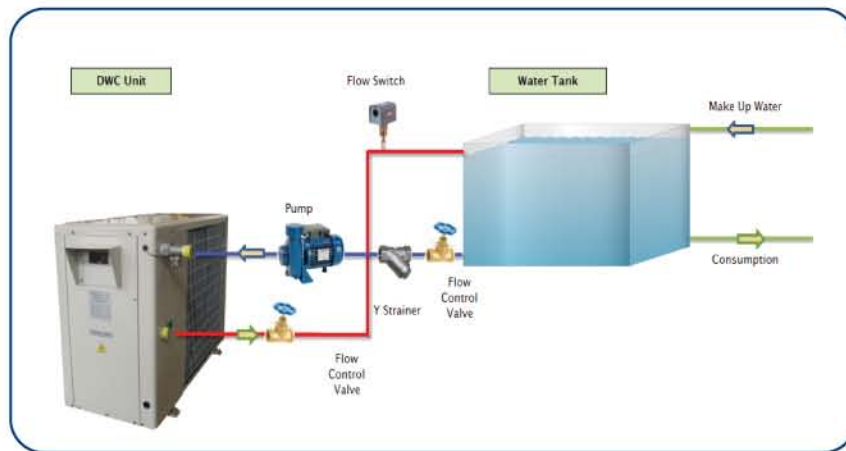 DWC Unit
Flow Switch
Water Tank
Make Up Water
Pump
Consumption
Y Strainer
Flow
Control
Valve
Flow
Control
Valve